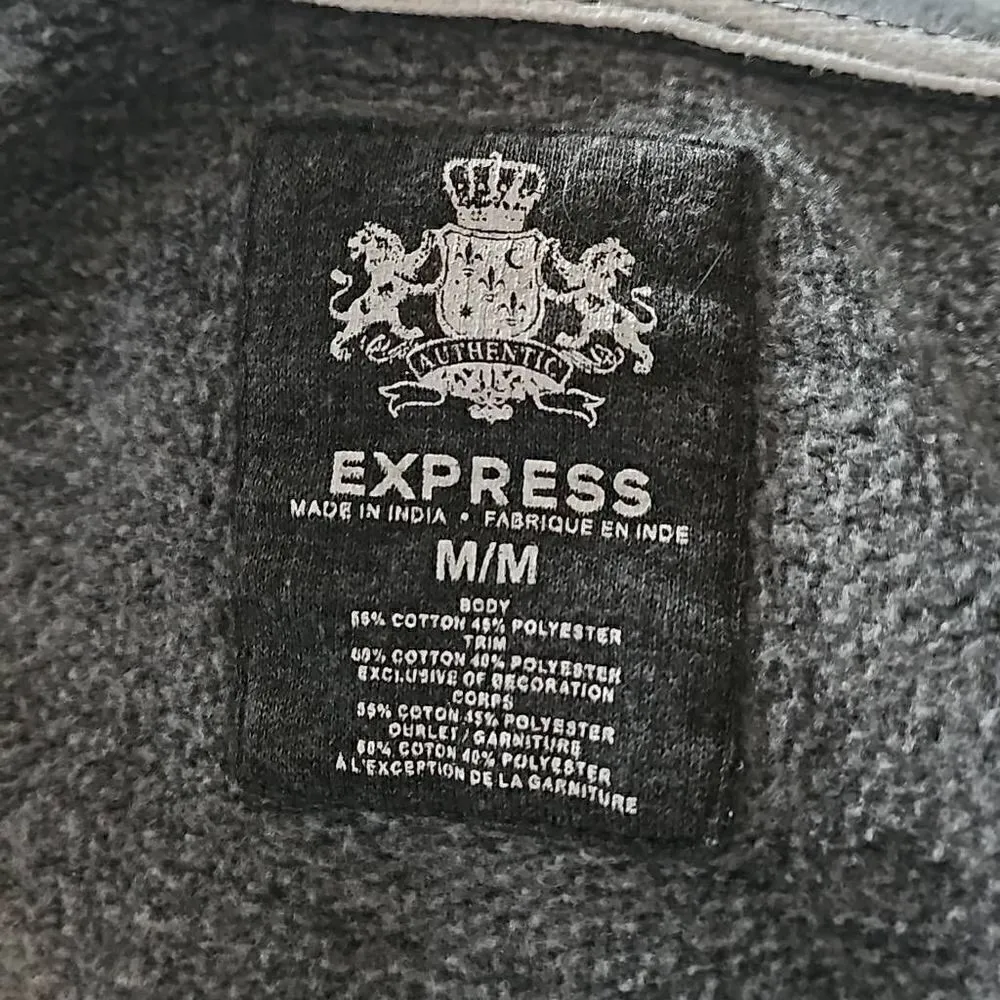 AUTHENTIC
EXPRESS
MADE IN INDIA • FABRIQUE EN INDE
M/M
BODY
55% COTTON 45% POLYESTER
TRIM
60% COTTON 40% POLYESTER
EXCLUSIVE OF DECORATION
CORPS
55% COTON 45% POLYESTER
OURLET / GARNITURE
60% COTON 40% POLYESTER
À L'EXCEPTION DE LA GARNITURE